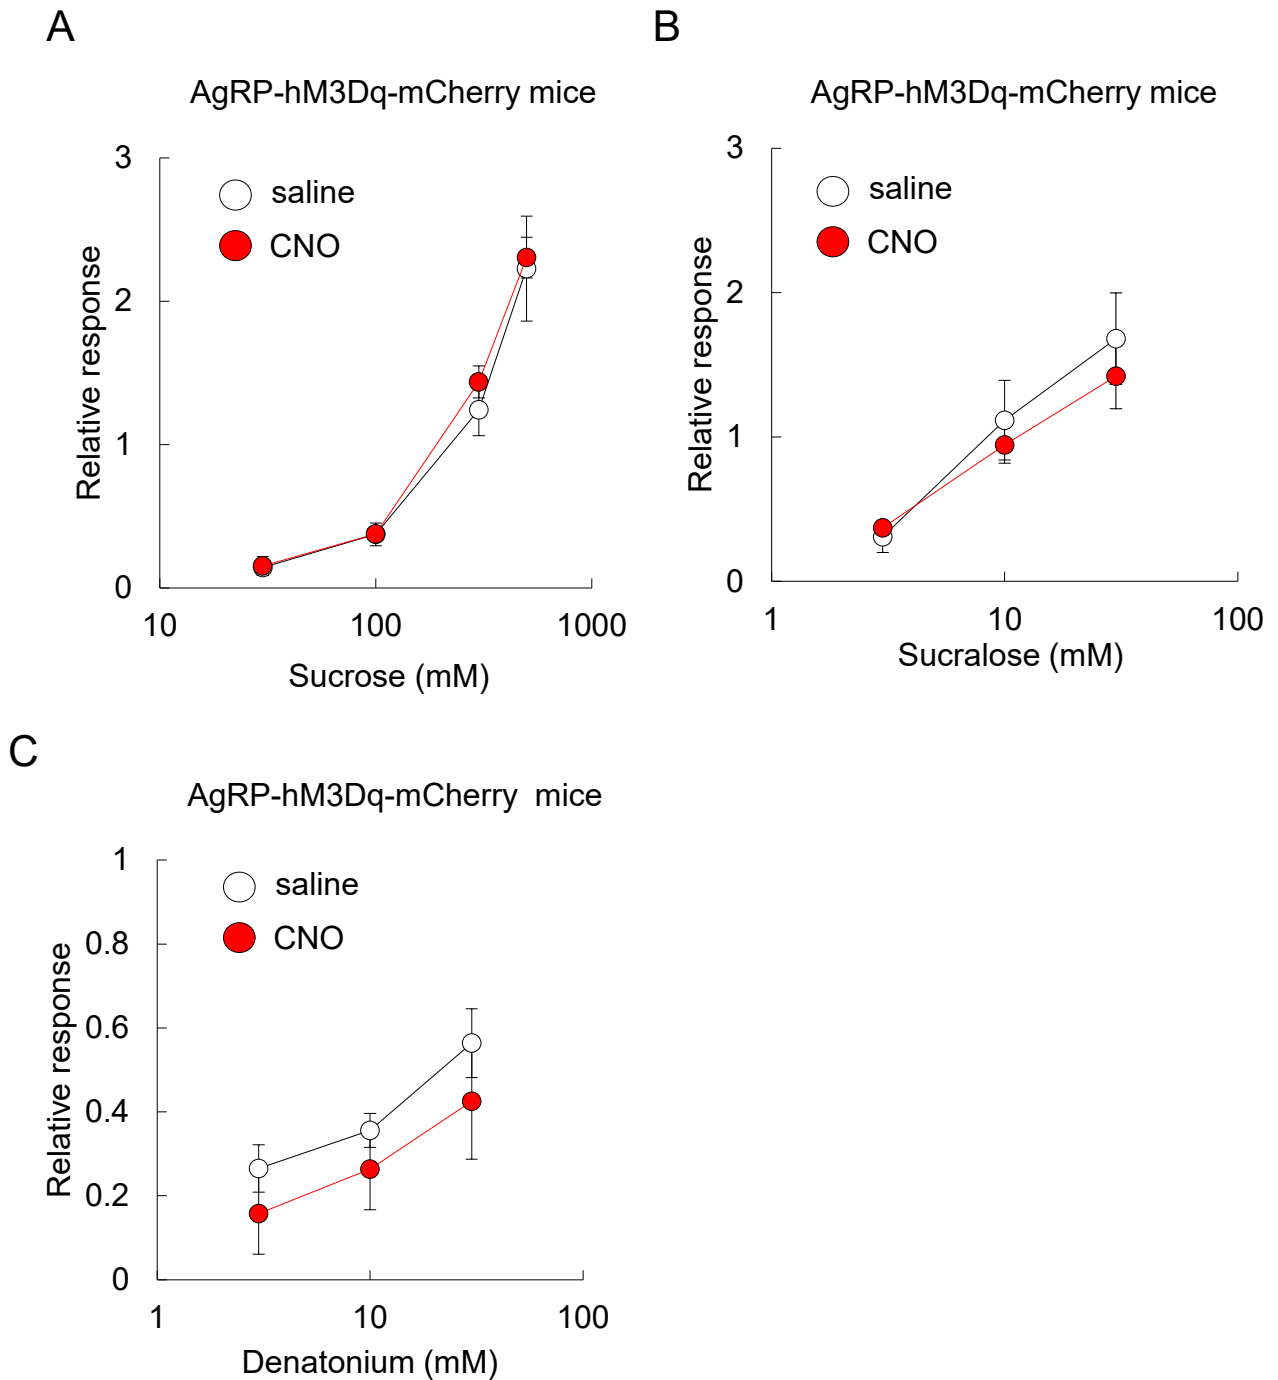 A
AgRP-hM3Dq-mCherry mice
3
2
1
0
Relative response
saline
CNO
10
100
1000
Sucrose (mM)
B
AgRP-hM3Dq-mCherry mice
3
2
1
0
Relative response
saline
CNO
1
10
100
Sucralose (mM)
C
AgRP-hM3Dq-mCherry mice
1
0.8
0.6
0.4
0.2
0
Relative response
saline
CNO
1
10
100
Denatonium (mM)